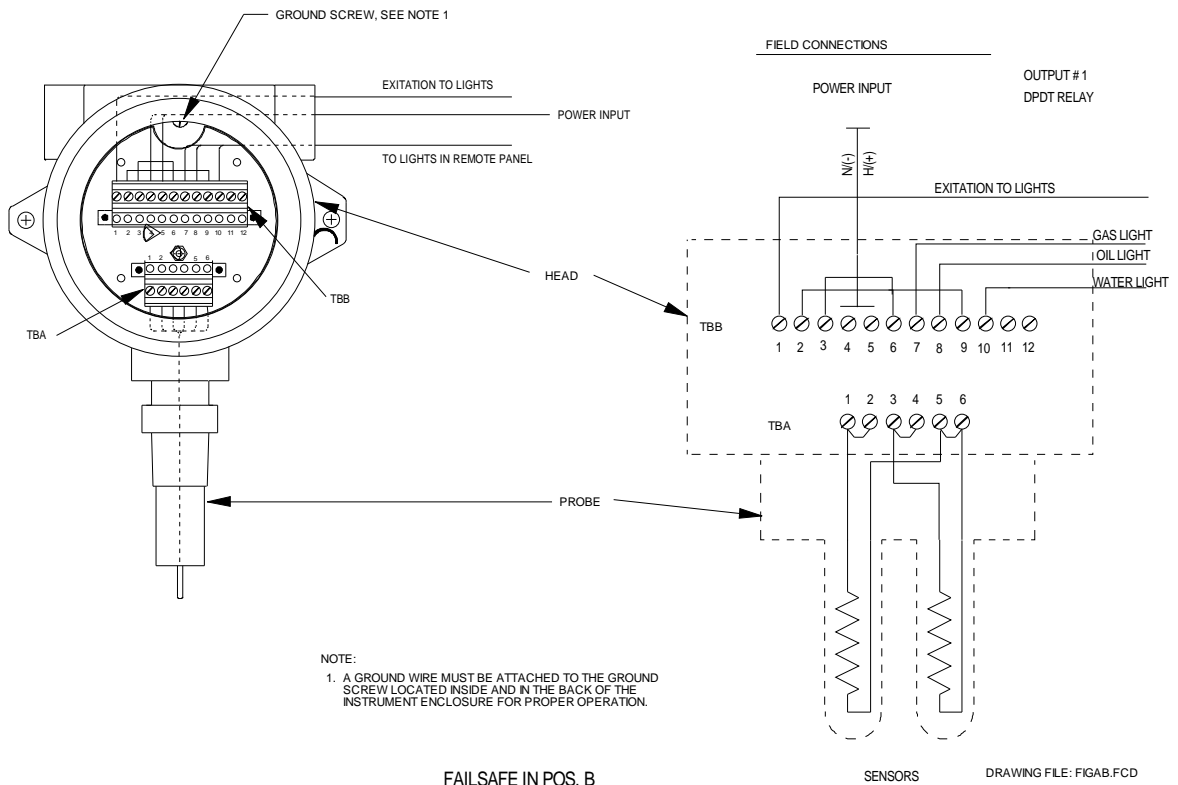 GROUND SCREW, SEE NOTE 1
EXITATION TO LIGHTS
POWER INPUT
TO LIGHTS IN REMOTE PANEL
1 2 3 4 5 6 7 8 9 10 11 12
1 2 5 6
TBA
TBB
HEAD
PROBE
FIELD CONNECTIONS
POWER INPUT
OUTPUT # 1
DPDT RELAY
N/(-)
H/(+)
EXITATION TO LIGHTS
GAS LIGHT
OIL LIGHT
WATER LIGHT
TBB
1 2 3 4 5 6 7 8 9 10 11 12
1 2 3 4 5 6
TBA
NOTE:
1. A GROUND WIRE MUST BE ATTACHED TO THE GROUND
SCREW LOCATED INSIDE AND IN THE BACK OF THE
INSTRUMENT ENCLOSURE FOR PROPER OPERATION.
FAILSAFE IN POS. B
SENSORS
DRAWING FILE: FIGAB.FCD